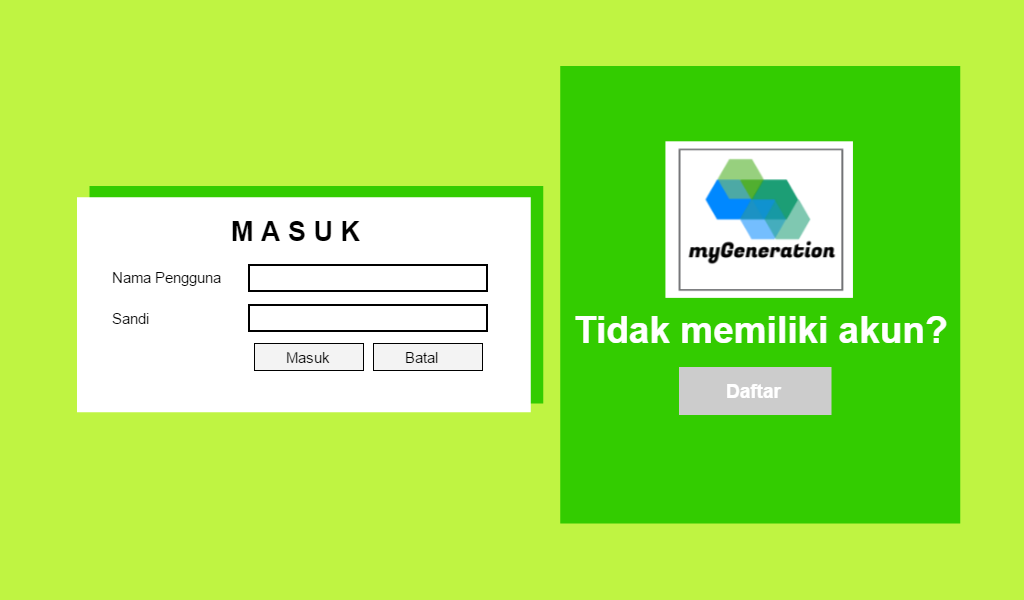 MASUK
Nama Pengguna
Sandi
Masuk Batal
myGeneration
Tidak memiliki akun?
Daftar